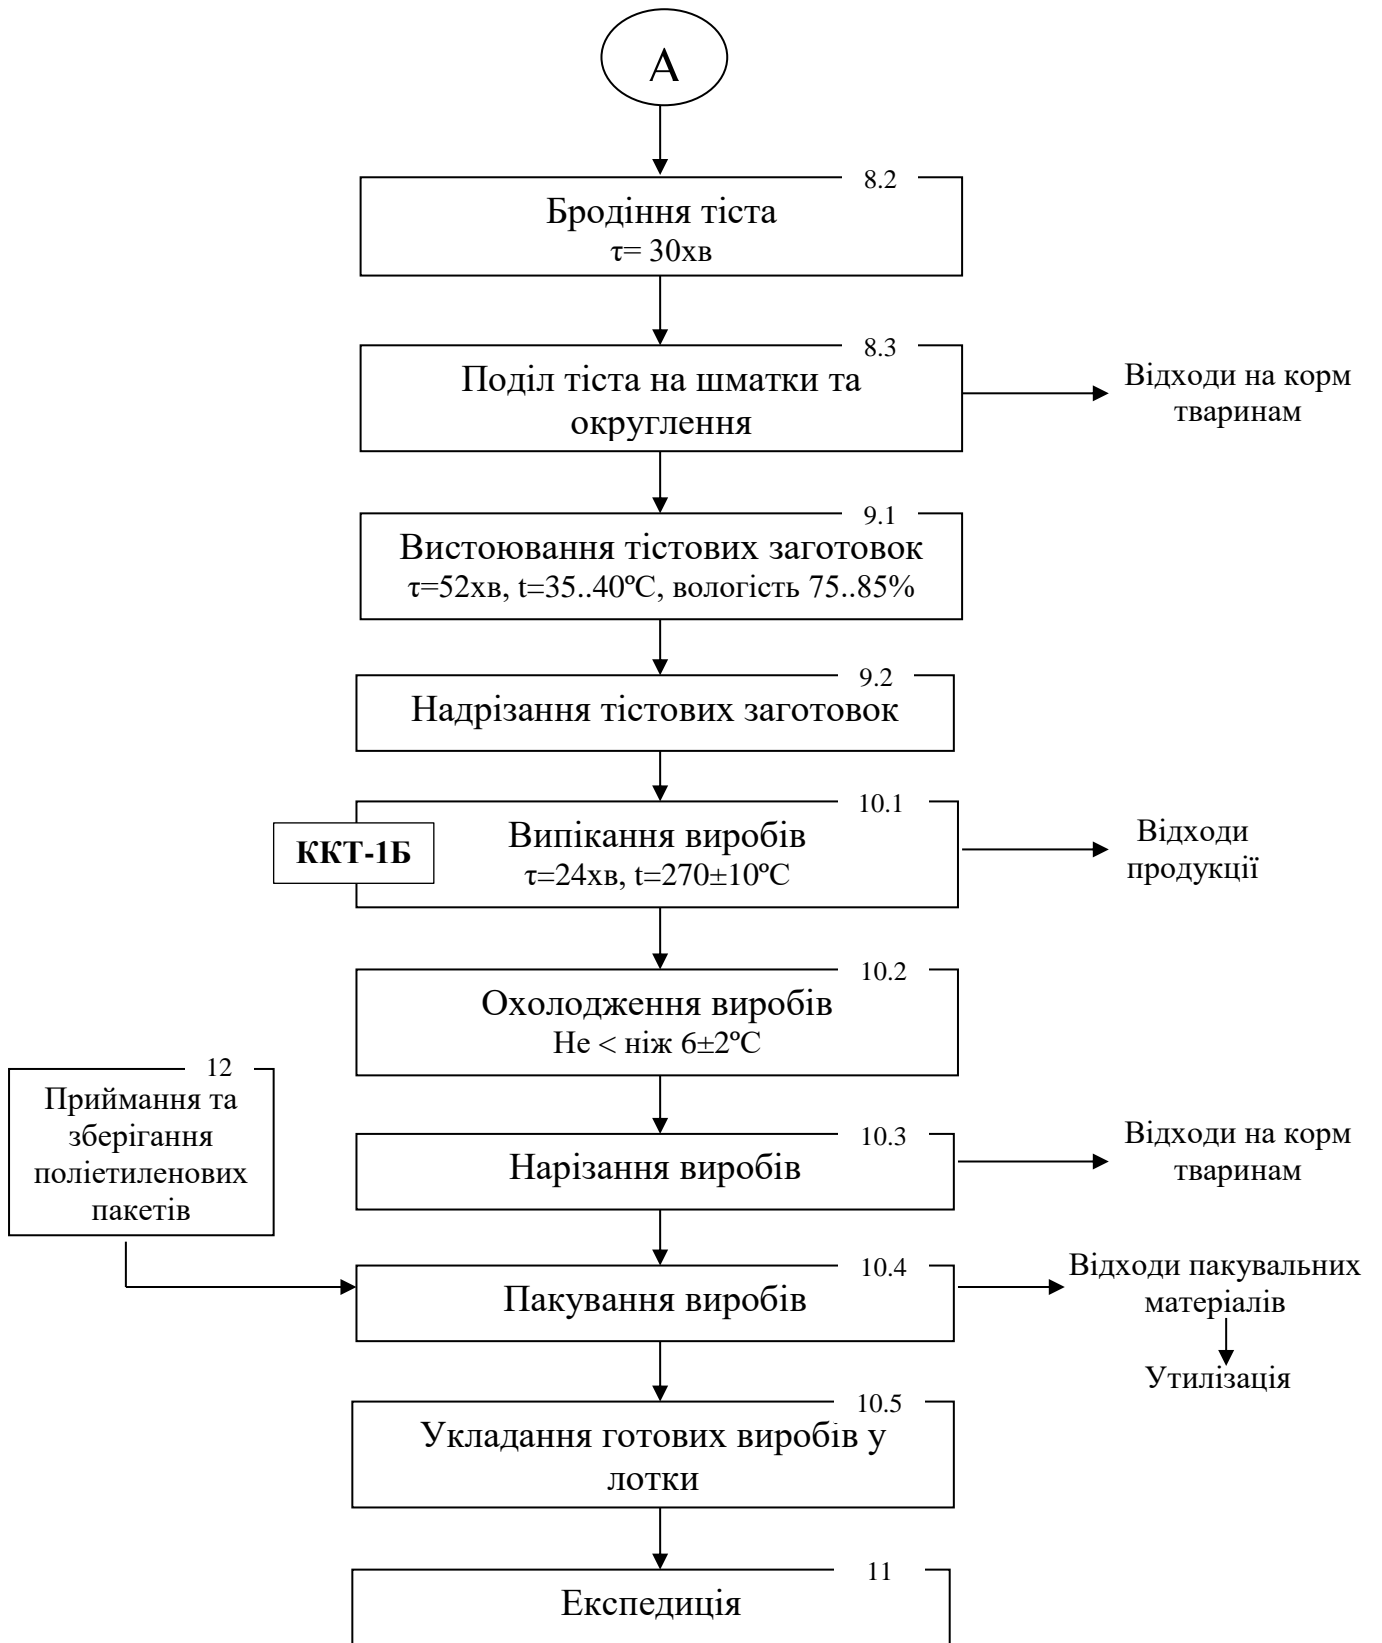 А
8.2
Бродіння тіста
τ= 30хв
8.3
Поділ тіста на шматки та
округлення
Відходи на корм
тваринам
9.1
Вистоювання тістових заготовок
τ=52хв, t=35..40ºС, вологість 75..85%
9.2
Надрізання тістових заготовок
10.1
ККТ-1Б
Випікання виробів
τ=24хв, t=270±10ºС
Відходи
продукції
10.2
Охолодження виробів
Не < ніж 6±2ºС
12
Приймання та
зберігання
поліетиленових
пакетів
10.3
Нарізання виробів
Відходи на корм
тваринам
10.4
Пакування виробів
Відходи пакувальних
матеріалів
Утилізація
10.5
Укладання готових виробів у
лотки
11
Експедиція